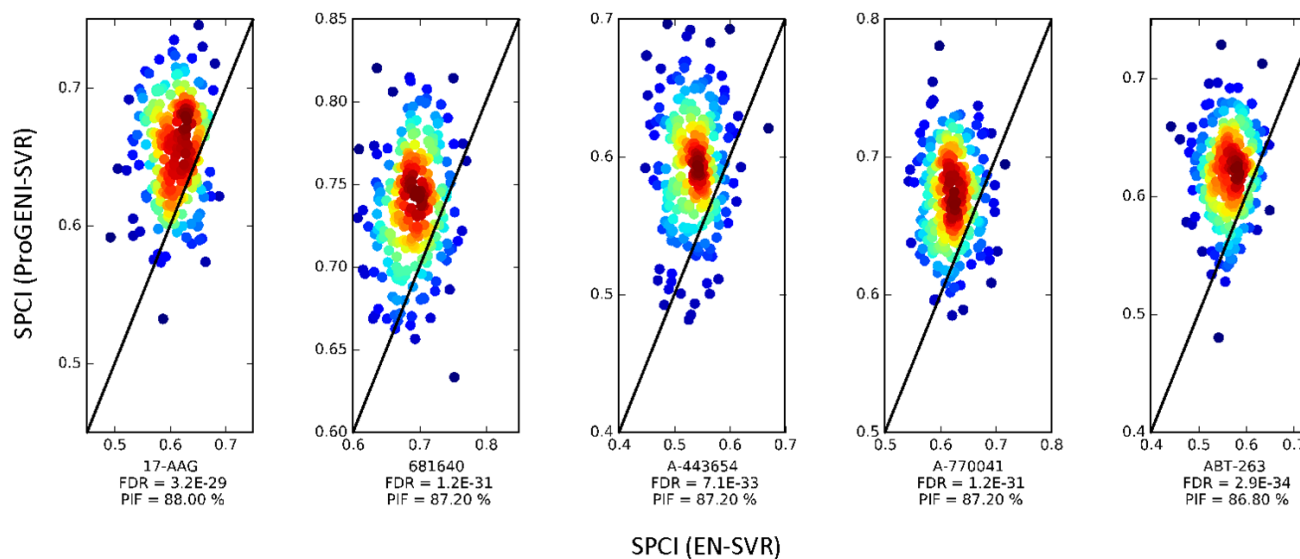 SPCI (ProGENI-SVR)
0.7
0.6
0.5
0.5 0.6 0.7
17-AAG
FDR = 3.2E-29
PIF = 88.00 %
0.85
0.80
0.75
0.70
0.65
0.60
0.6 0.7 0.8
681640
FDR = 1.2E-31
PIF = 87.20 %
0.7
0.6
0.5
0.4
0.4 0.5 0.6 0.7
A-443654
FDR = 7.1E-33
PIF = 87.20 %
0.8
0.7
0.6
0.5
0.5 0.6 0.7 0.8
A-770041
FDR = 1.2E-31
PIF = 87.20 %
0.7
0.6
0.5
0.4
0.4 0.5 0.6 0.7
ABT-263
FDR = 2.9E-34
PIF = 86.80 %
SPCI (EN-SVR)